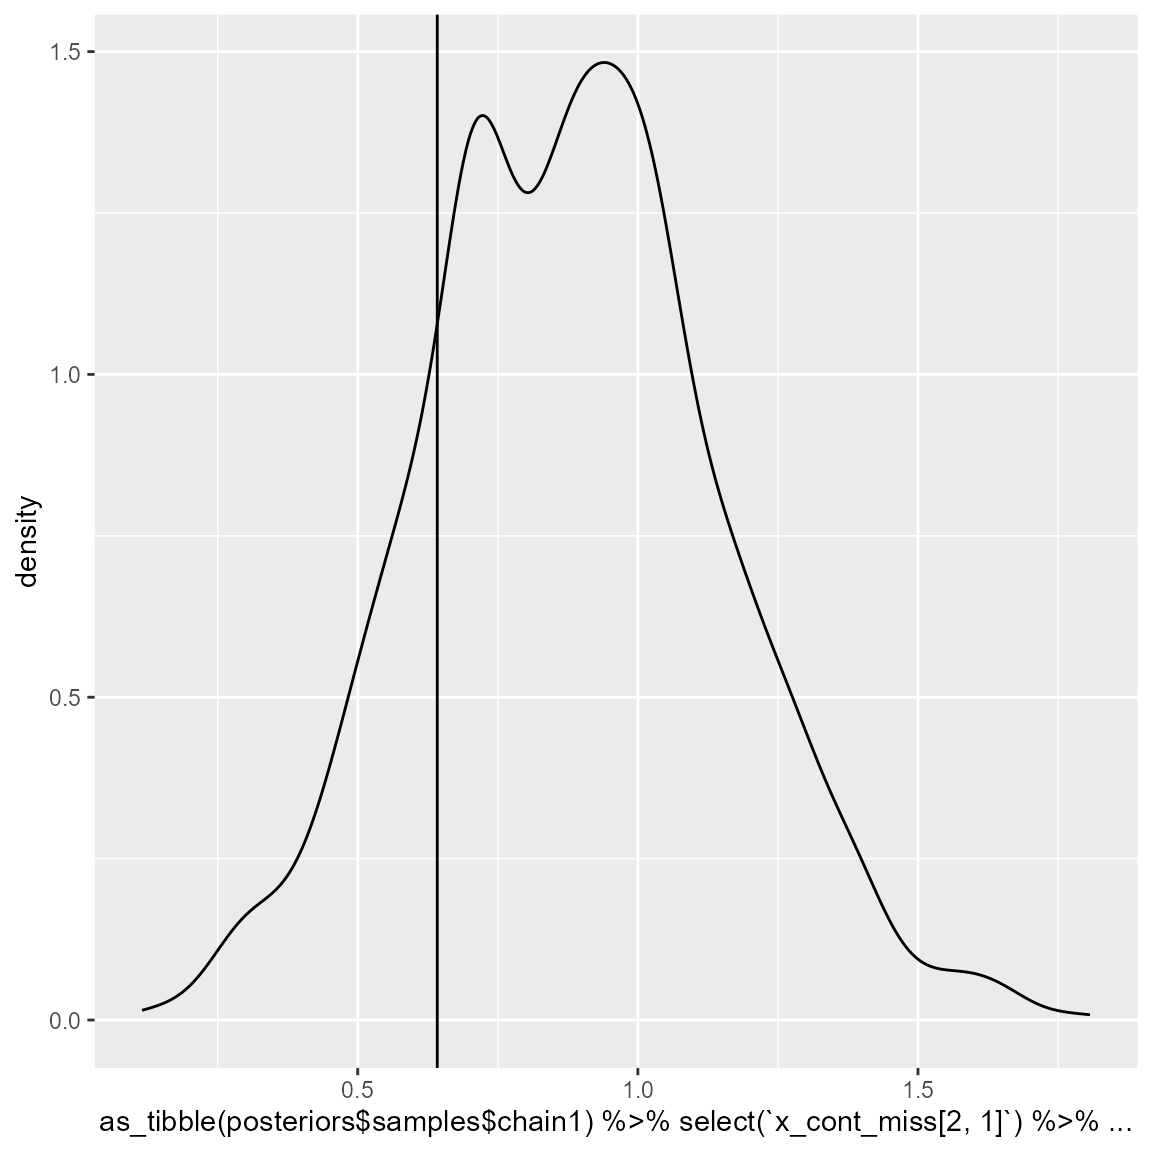 1.5
1.0
0.5
0.0
density
0.5 1.0 1.5
as_tibble(posteriors$samples$chain1) %>% select(`x_cont_miss[2, 1]`) %>% ...